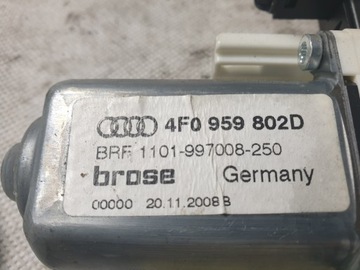 4F0 959 802D
BRF 1101-997008-250
brose Germany
00000 20.11.2008 B